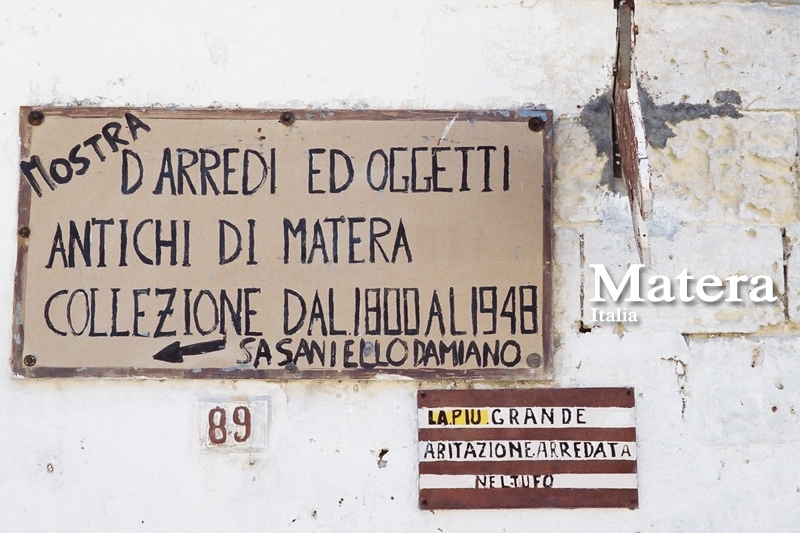 MOSTRA D ARREDI ED OGGETTI
ANTICHI DI MATERA
COLLEZIONE DAL.1800 AL 1948
SASANIELLO DAMIANO
Matera
Italia
89
LA.PIU.GRANDE
ABITAZIONE.ARREDATA
NEL.TUFO